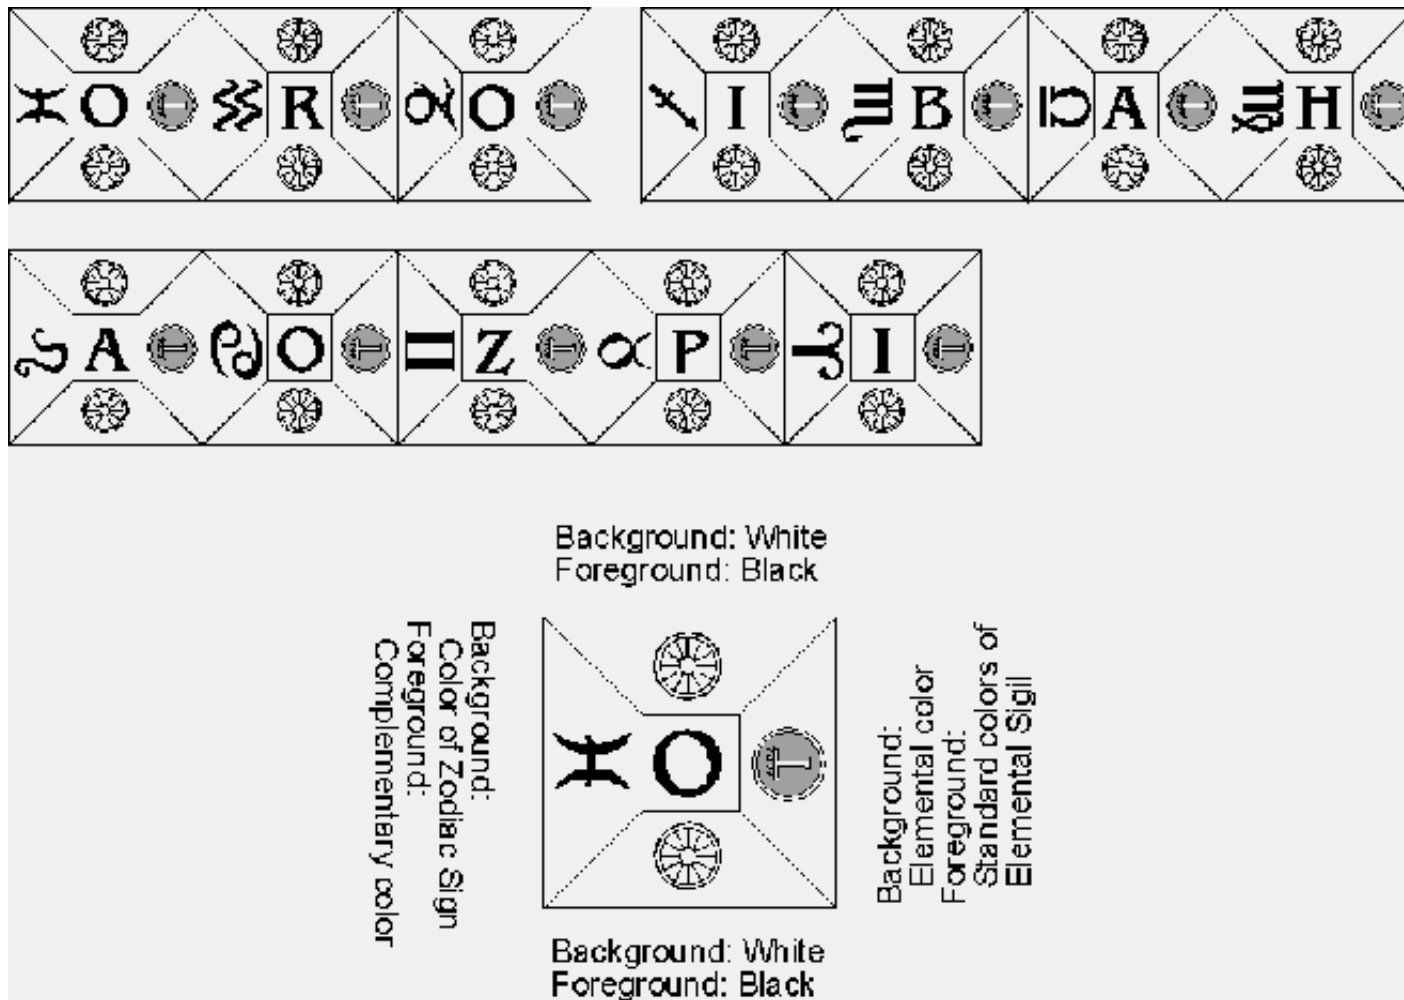 O R O I B A H
A O Z P I
Background: White
Foreground: Black
Background:
Color of Zodiac Sign
Foreground:
Complementary color
O
Background:
Elemental color
Foreground:
Standard colors of
Elemental Sigil
Background: White
Foreground: Black